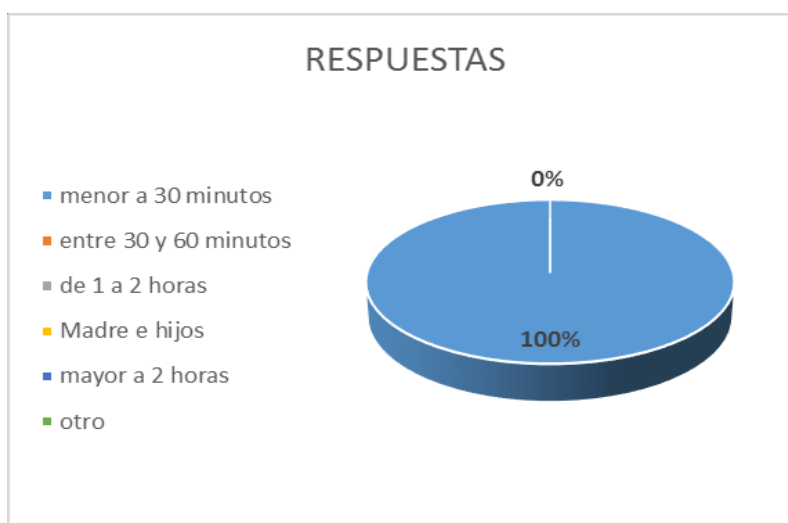 RESPUESTAS
menor a 30 minutos
entre 30 y 60 minutos
de 1 a 2 horas
Madre e hijos
mayor a 2 horas
otro
0%
100%